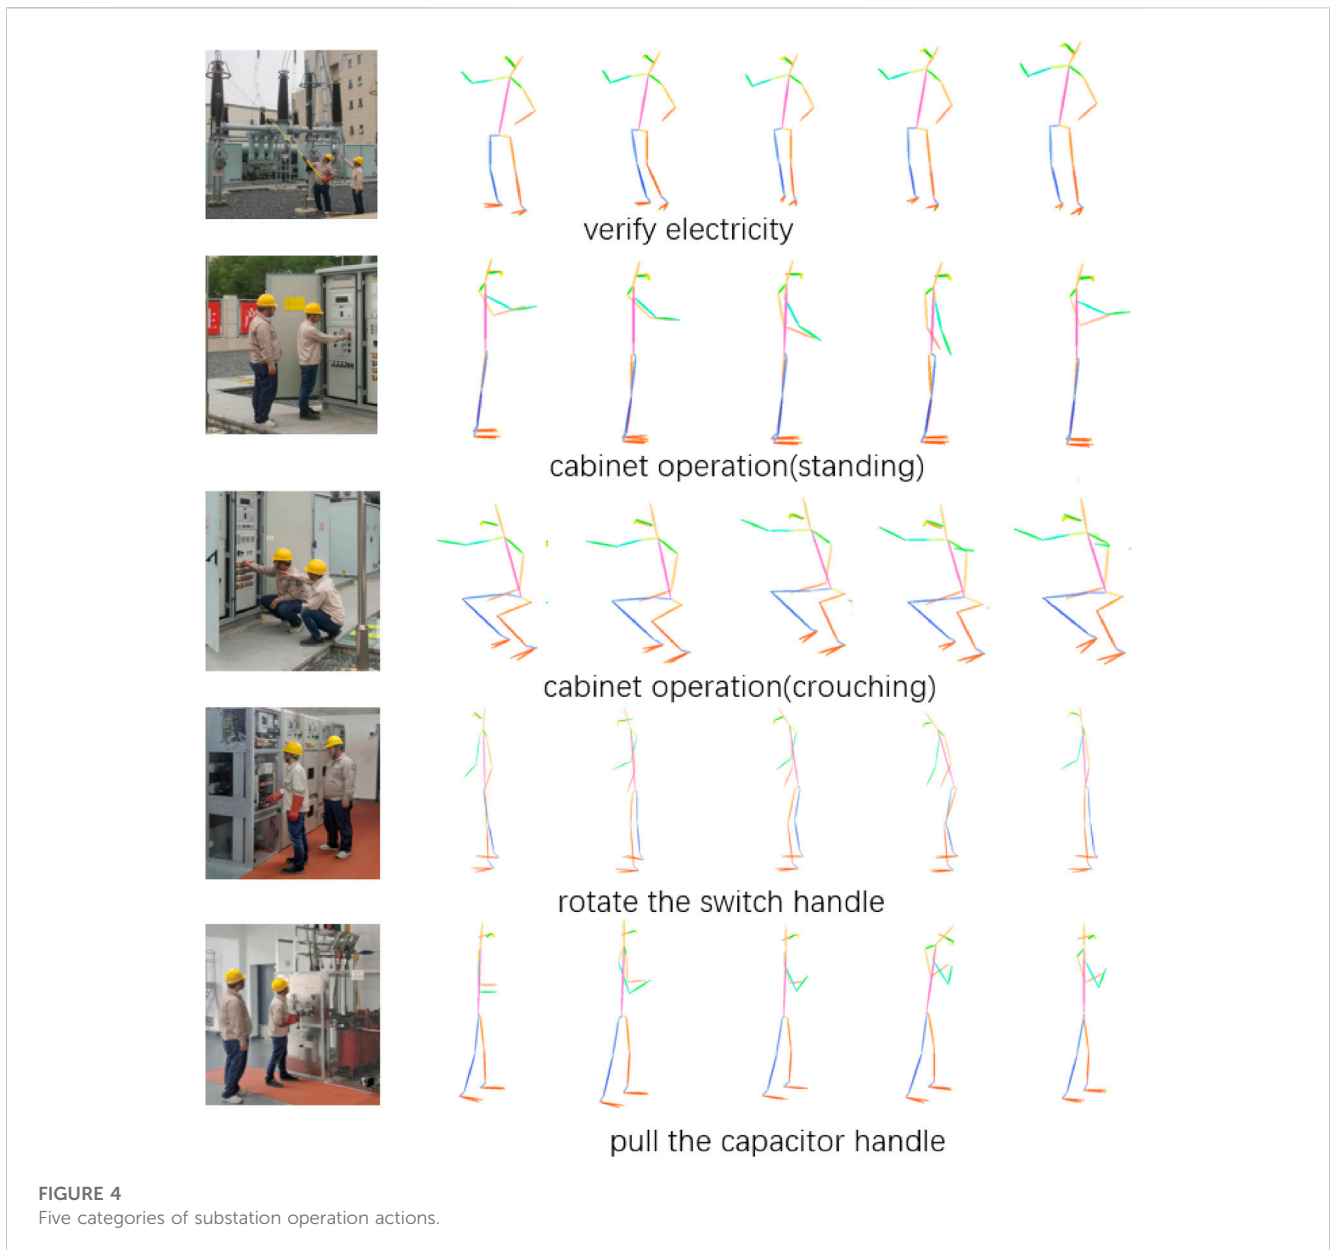 verify electricity
cabinet operation(standing)
cabinet operation(crouching)
rotate the switch handle
pull the capacitor handle
FIGURE 4
Five categories of substation operation actions.